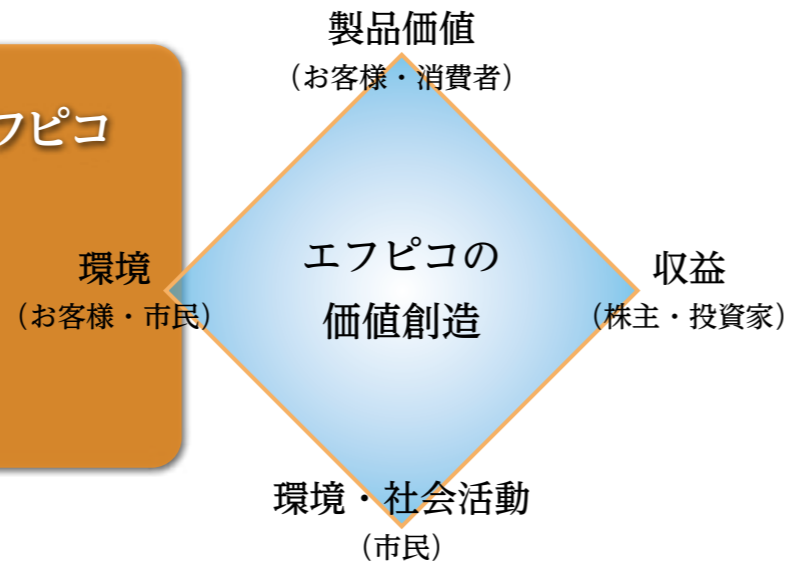 製品価値
（お客様・消費者）
フピコ
環境
（お客様・市民）
エフピコの
価値創造
収益
（株主・投資家）
環境・社会活動
（市民）